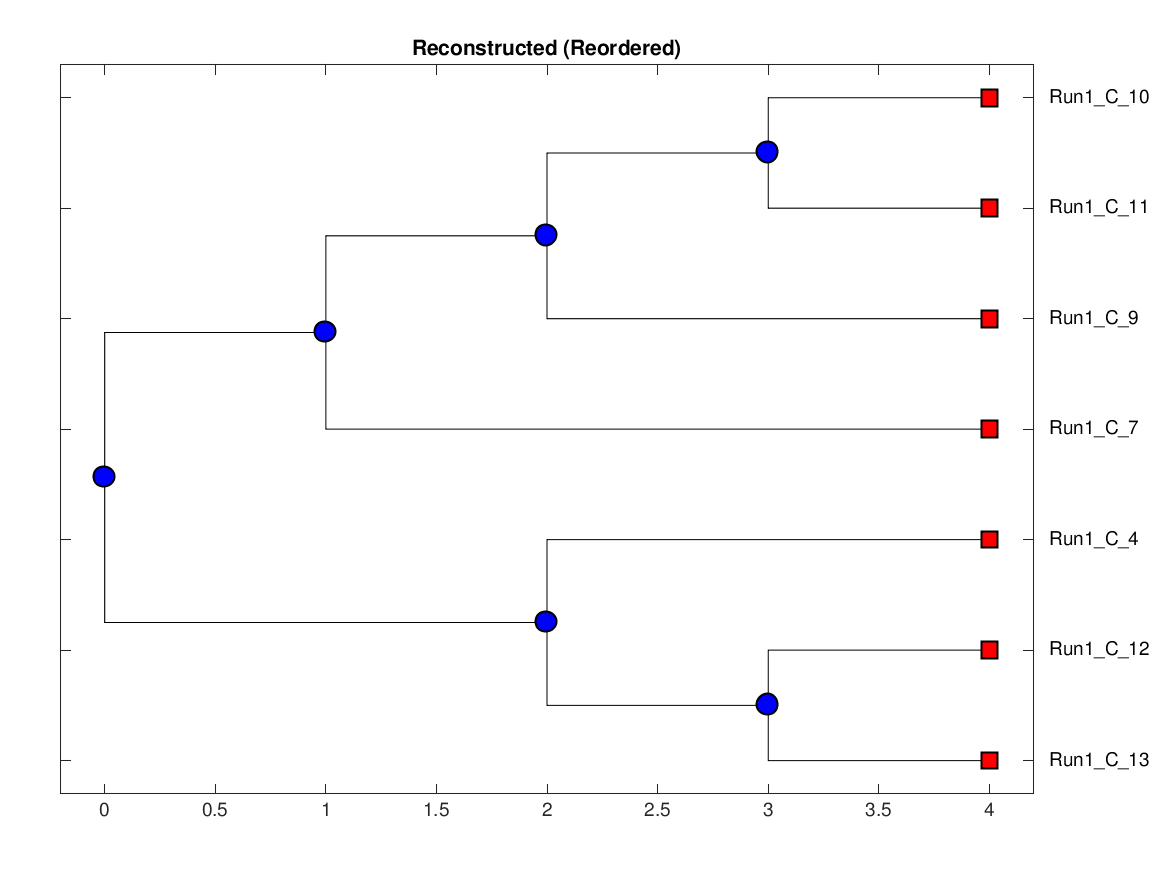 Reconstructed (Reordered)
Run1_C_10
Run1_C_11
Run1_C_9
Run1_C_7
Run1_C_4
Run1_C_12
Run1_C_13
0 0.5 1 1.5 2 2.5 3 3.5 4